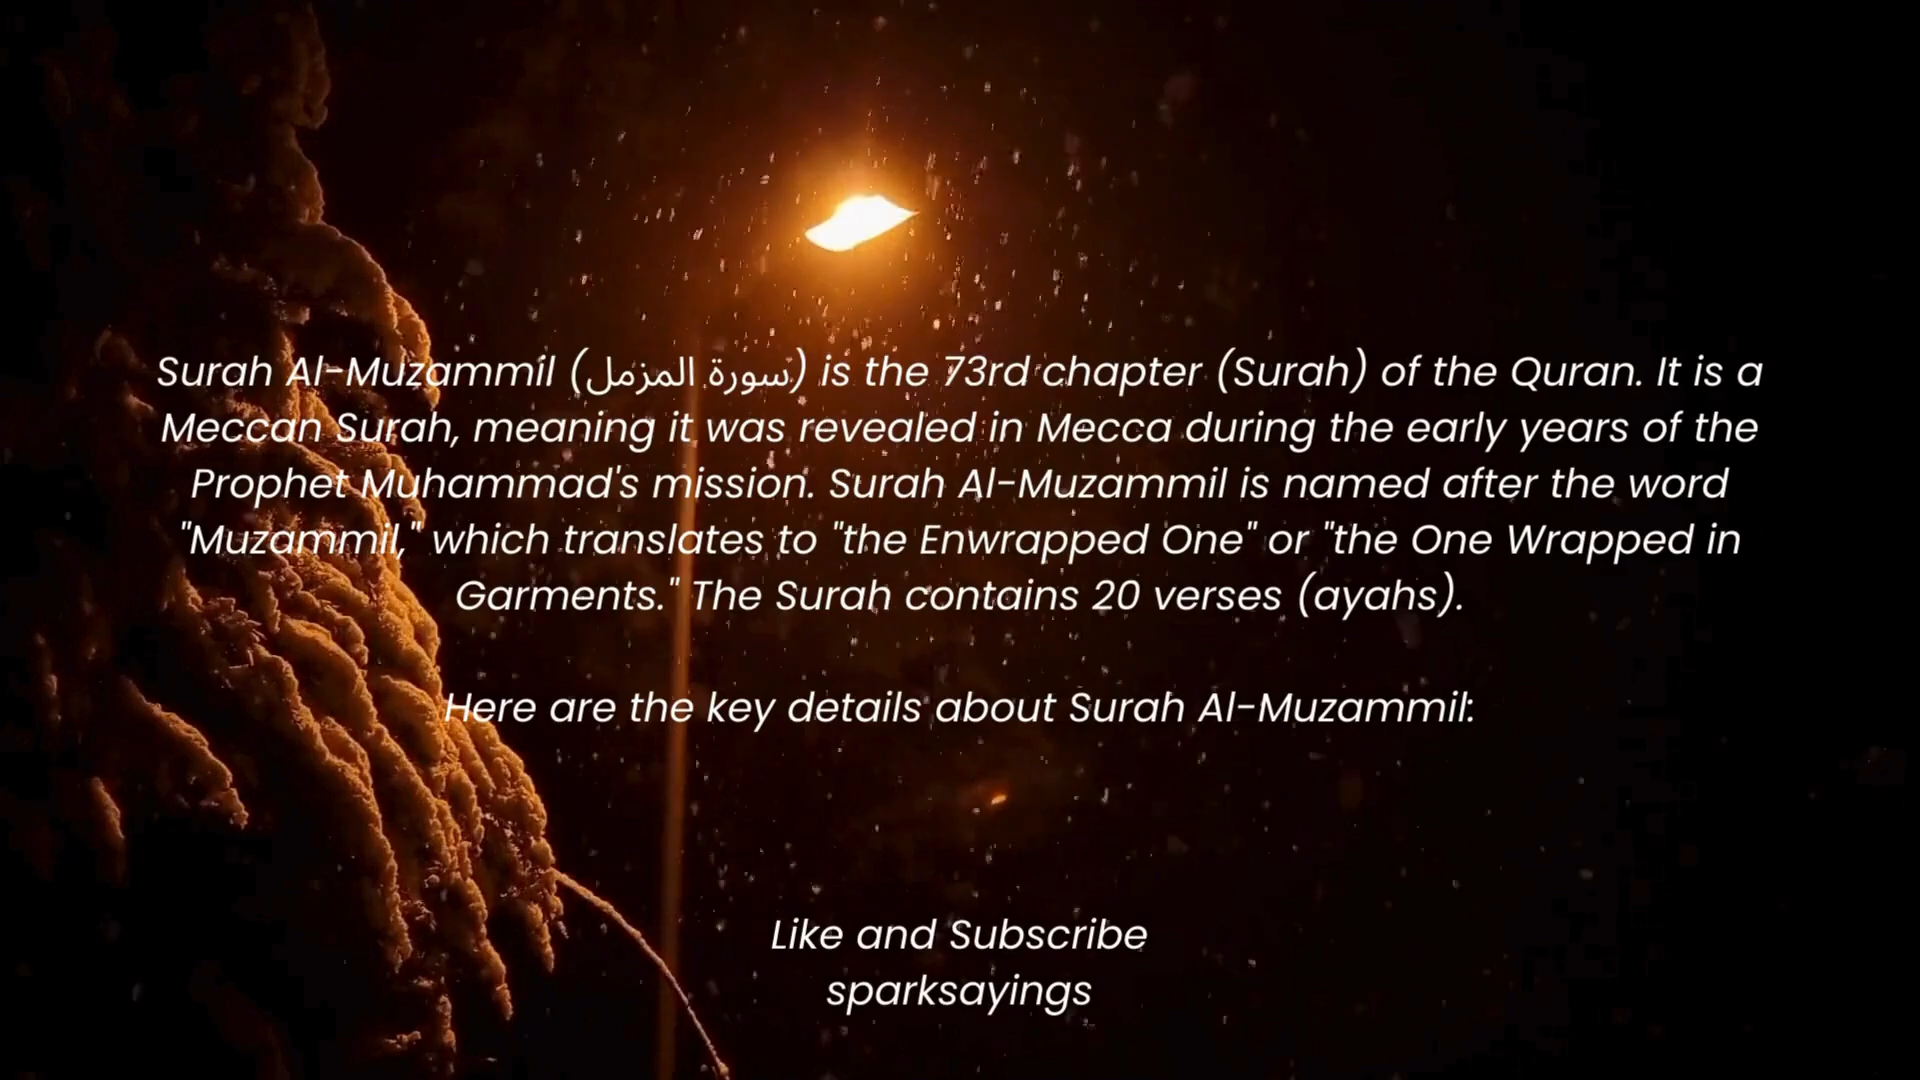 Surah Al-Muzammil (سورة المزمل) is the 73rd chapter (Surah) of the Quran. It is a
Meccan Surah, meaning it was revealed in Mecca during the early years of the
Prophet Muhammad's mission. Surah Al-Muzammil is named after the word
"Muzammil," which translates to "the Enwrapped One" or "the One Wrapped in
Garments." The Surah contains 20 verses (ayahs).
Here are the key details about Surah Al-Muzammil:
Like and Subscribe
sparksayings